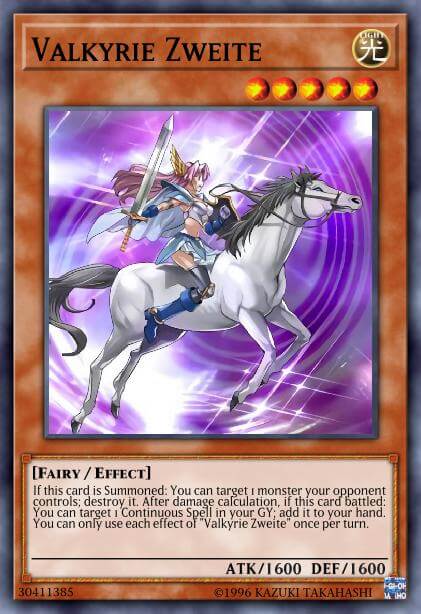 Valkyrie Zweite
LIGHT
光
[Fairy / Effect]
If this card is Summoned: You can target 1 monster your opponent
controls; destroy it. After damage calculation, if this card battled:
You can target 1 Continuous Spell in your GY; add it to your hand.
You can only use each effect of "Valkyrie Zweite" once per turn.
ATK/1600 DEF/1600
30411385
©1996 KAZUKI TAKAHASHI